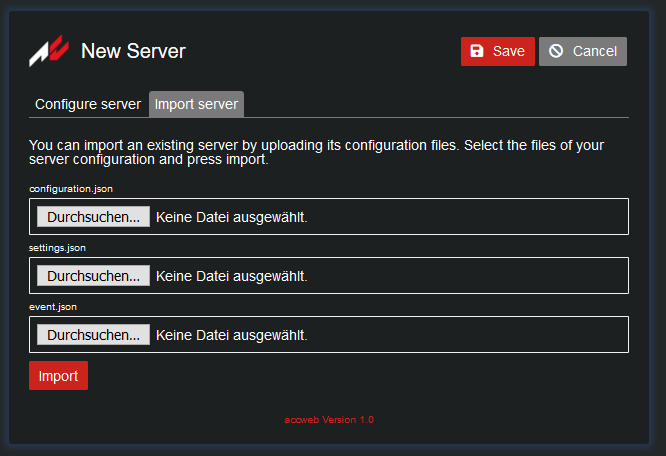 New Server
Save
Cancel
Configure server
Import server
You can import an existing server by uploading its configuration files. Select the files of your
server configuration and press import.
configuration.json
Durchsuchen... Keine Datei ausgewählt.
settings.json
Durchsuchen... Keine Datei ausgewählt.
event.json
Durchsuchen... Keine Datei ausgewählt.
Import
accweb Version 1.0